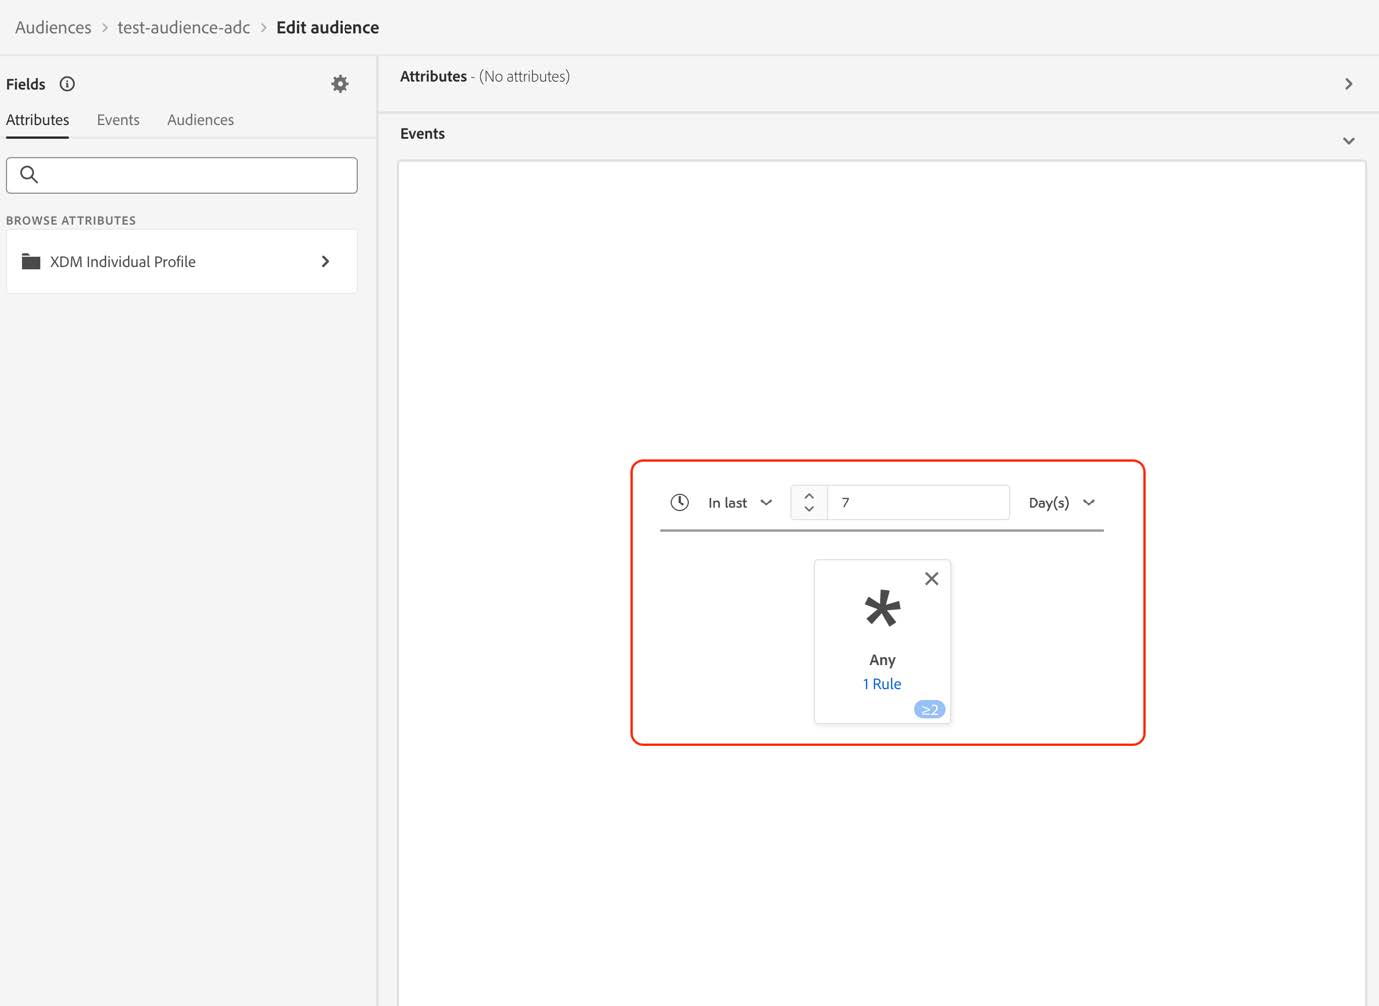 Audiences > test-audience-adc > Edit audience
Fields
Attributes Events Audiences
BROWSE ATTRIBUTES
XDM Individual Profile
Attributes - (No attributes)
Events
In last 7 Day(s)
*
Any
1 Rule
≥2